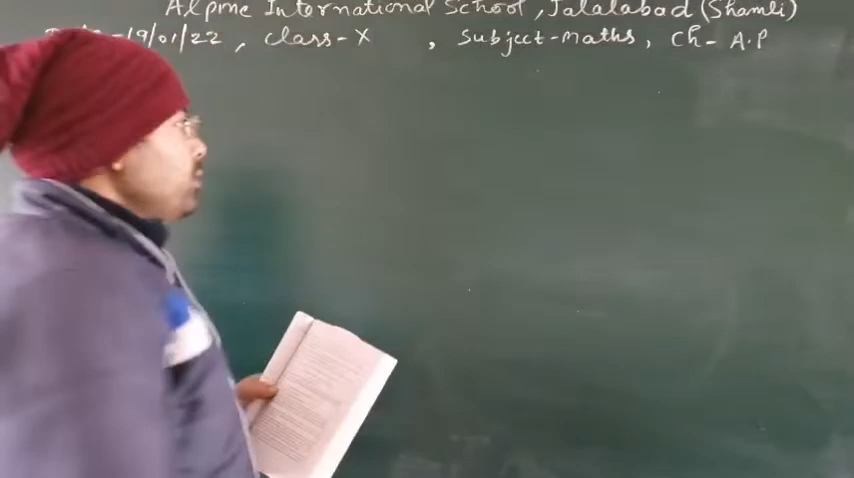 Alpine International School, Jalalabad (Shamli)
19/01/22, Class-X, Subject-Maths, Ch- A.P